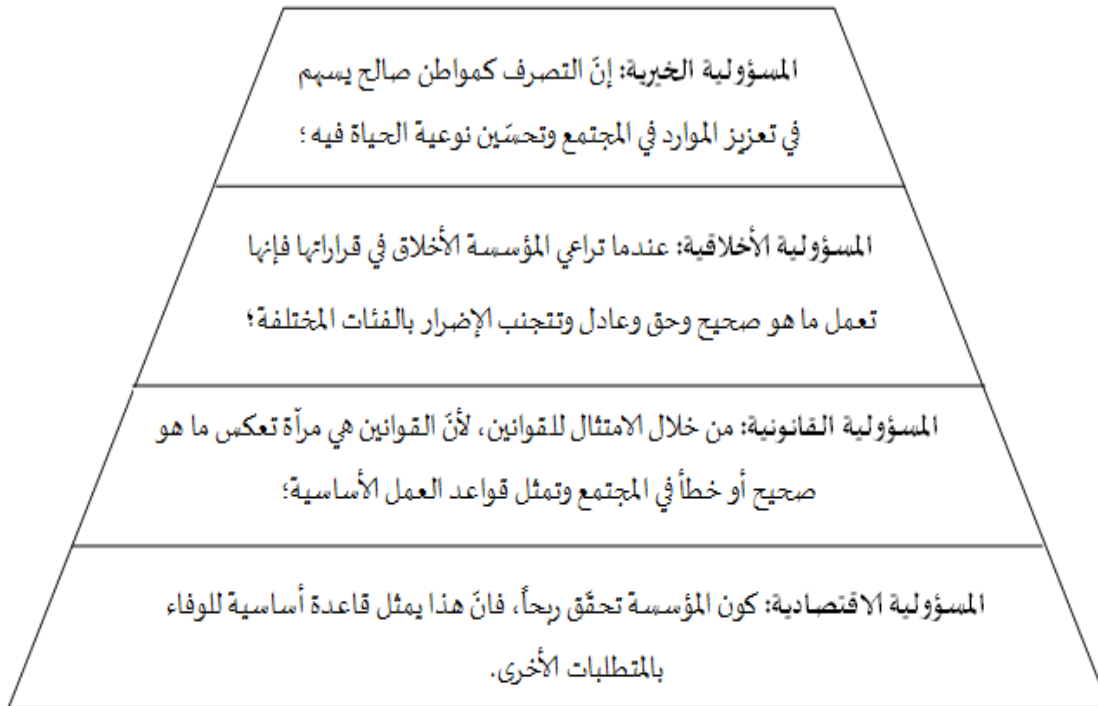 المسؤولية الخيرية: إنّ التصرف كمواطن صالح يسهم
في تعزيز الموارد في المجتمع وتحسّين نوعية الحياة فيه؛
المسؤولية الأخلاقية: عندما تراعي المؤسسة الأخلاق في قراراتها فإنها
تعمل ما هو صحيح وحق وعادل وتتجنب الإضرار بالفئات المختلفة؛
المسؤولية القانونية: من خلال الامتثال للقوانين، لأنّ القوانين هي مرآة تعكس ما هو
صحيح أو خطأ في المجتمع وتمثل قواعد العمل الأساسية؛
المسؤولية الاقتصادية: كون المؤسسة تحقّق ربحاً، فانّ هذا يمثل قاعدة أساسية للوفاء
بالمتطلبات الأخرى.